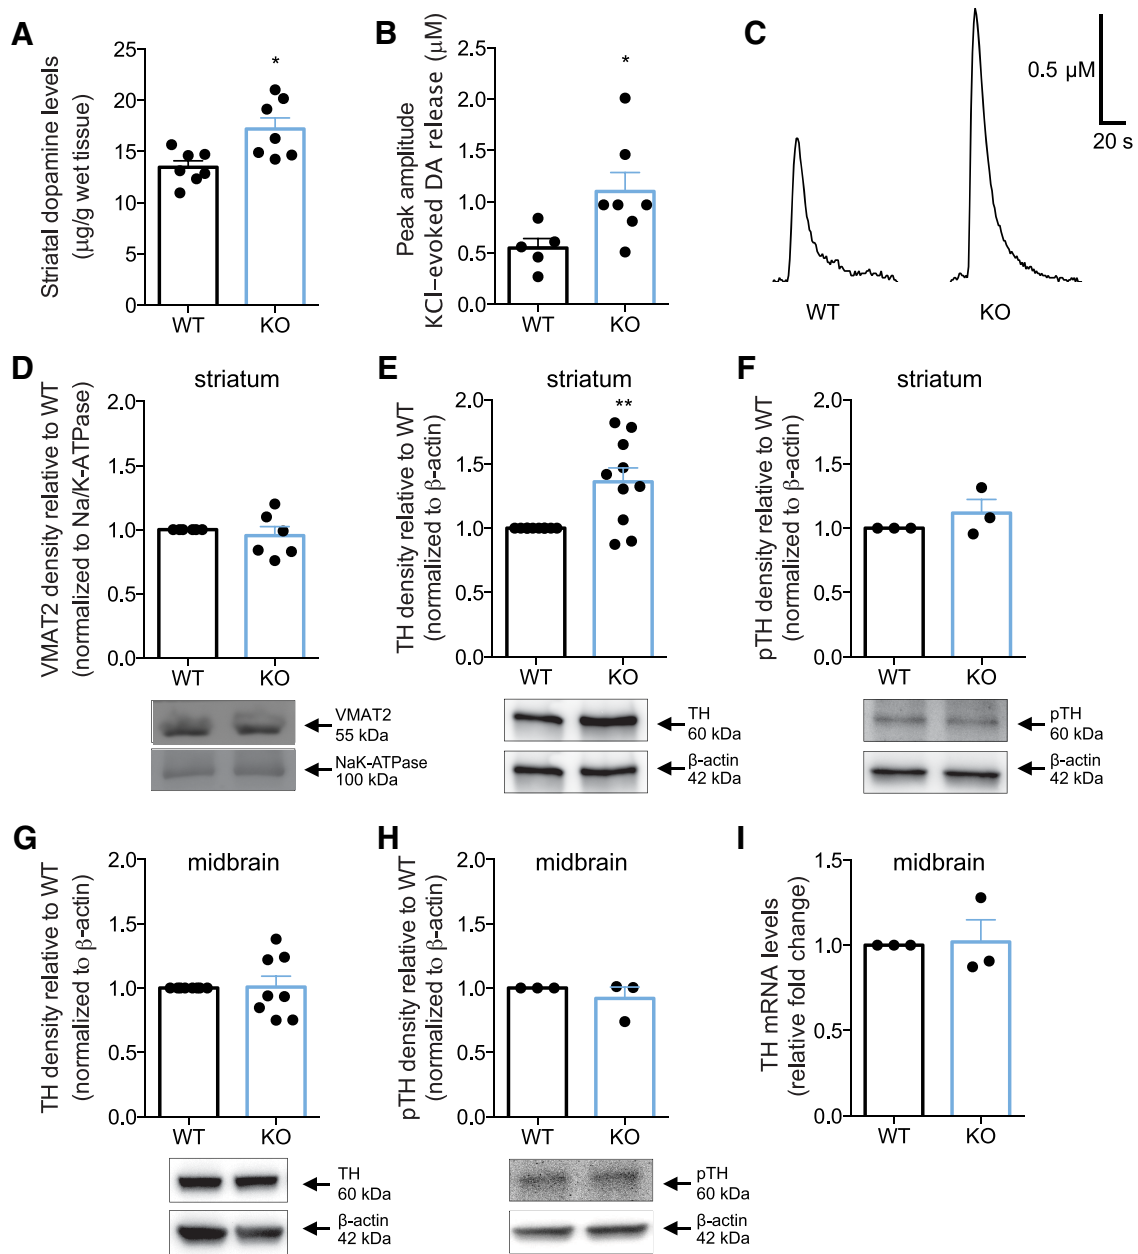 A
Striatal dopamine levels
(µg/g wet tissue)
25
20
15
10
5
0
*
WT
KO
B
Peak amplitude
KCl−evoked DA release (µM)
2.5
2.0
1.5
1.0
0.5
0.0
*
WT
KO
C
0.5 µM
20 s
WT
KO
D
striatum
VMAT2 density relative to WT
(normalized to Na/K-ATPase)
2.0
1.5
1.0
0.5
0.0
WT
KO
VMAT2
55 kDa
NaK-ATPase
100 kDa
E
striatum
TH density relative to WT
(normalized to β-actin)
2.0
1.5
1.0
0.5
0.0
**
WT
KO
TH
60 kDa
β-actin
42 kDa
F
striatum
pTH density relative to WT
(normalized to β-actin)
2.0
1.5
1.0
0.5
0.0
WT
KO
pTH
60 kDa
β-actin
42 kDa
G
midbrain
TH density relative to WT
(normalized to β-actin)
2.0
1.5
1.0
0.5
0.0
WT
KO
TH
60 kDa
β-actin
42 kDa
H
midbrain
pTH density relative to WT
(normalized to β-actin)
2.0
1.5
1.0
0.5
0.0
WT
KO
pTH
60 kDa
β-actin
42 kDa
I
midbrain
TH mRNA levels
(relative fold change)
1.5
1.0
0.5
0.0
WT
KO